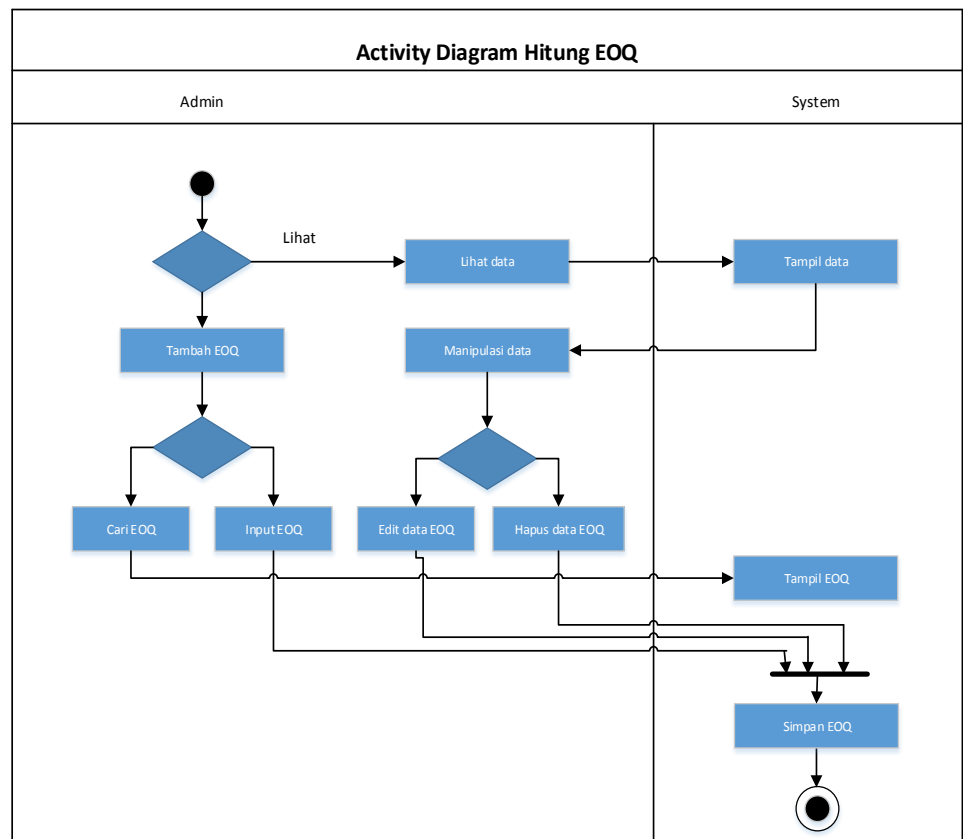 Activity Diagram Hitung EOQ
Admin
System
Lihat
Lihat data
Tampil data
Tambah EOQ
Manipulasi data
Cari EOQ
Input EOQ
Edit data EOQ
Hapus data EOQ
Tampil EOQ
Simpan EOQ